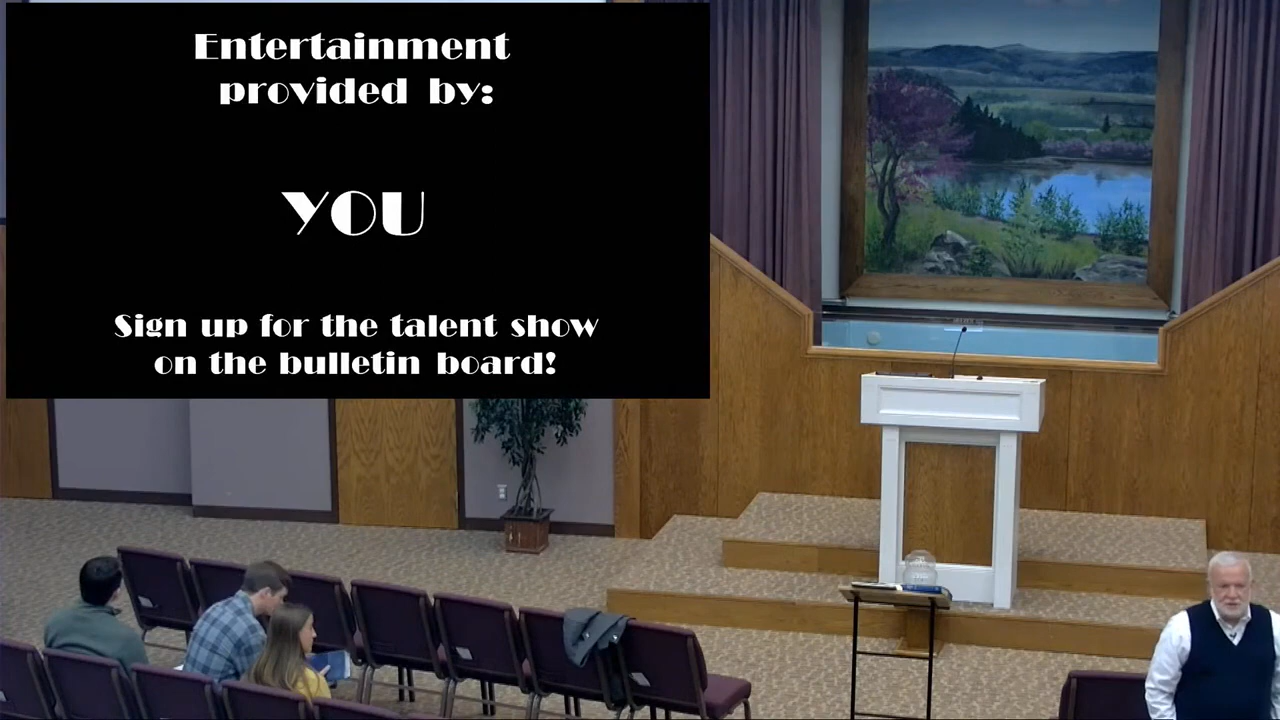 Entertainment
provided by:
YOU
Sign up for the talent show
on the bulletin board!